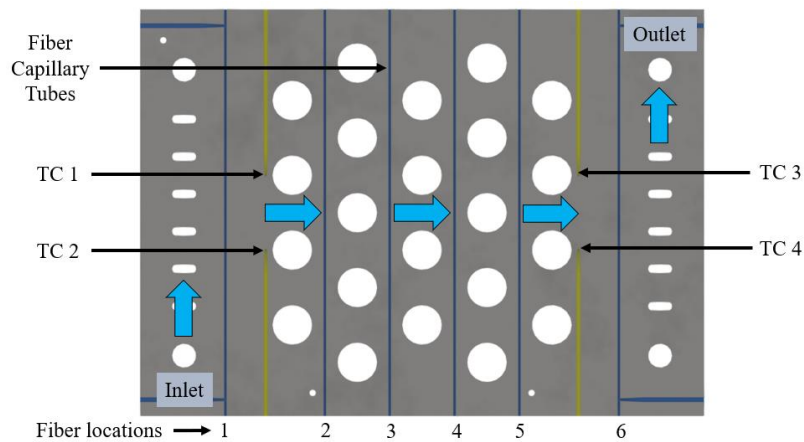 Fiber
Capillary
Tubes
Outlet
TC 1
TC 3
TC 2
TC 4
Inlet
Fiber locations 1 2 3 4 5 6